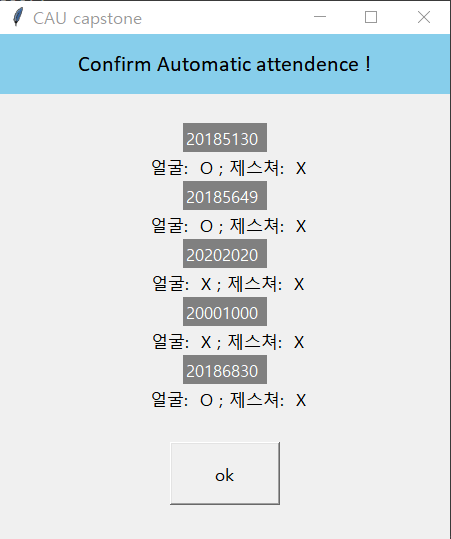 CAU capstone
Confirm Automatic attendence !
20185130
얼굴: O ; 제스쳐: X
20185649
얼굴: O ; 제스쳐: X
20202020
얼굴: X ; 제스쳐: X
20001000
얼굴: X ; 제스쳐: X
20186830
얼굴: O ; 제스쳐: X
ok